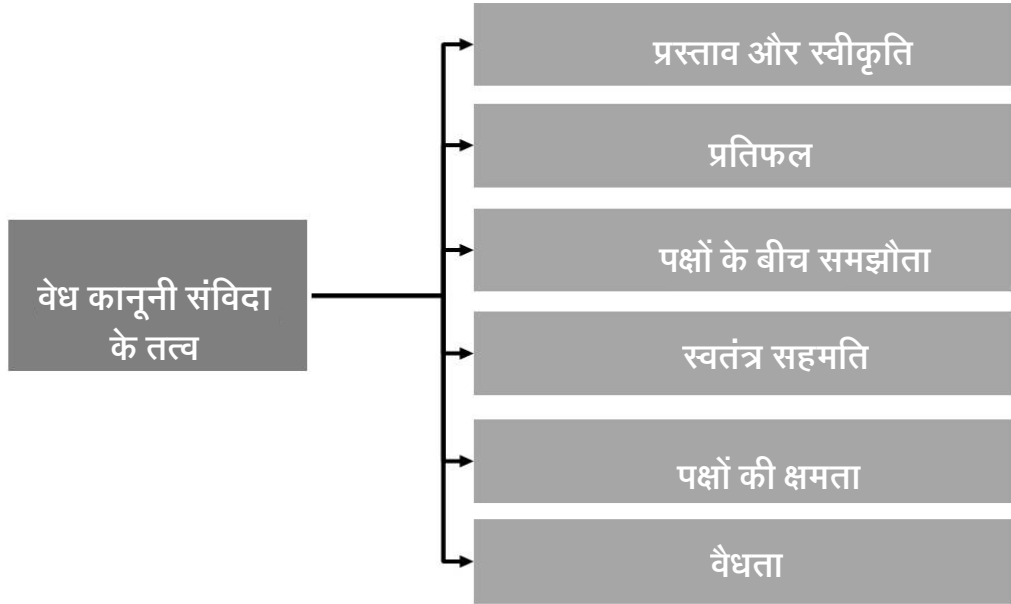 वेध कानूनी संविदा
के तत्व
प्रस्ताव और स्वीकृति
प्रतिफल
पक्षों के बीच समझौता
स्वतंत्र सहमति
पक्षों की क्षमता
वैधता